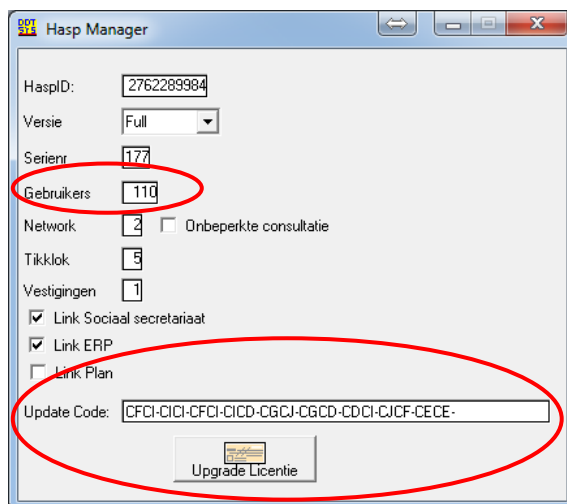 DDT SYS Hasp Manager
HaspID: 2762289984
Versie Full
Serienr 177
Gebruikers 110
Network 2 Onbeperkte consultatie
Tikklok 5
Vestigingen 1
Link Sociaal secretariaat
Link ERP
Link Plan
Update Code: CFCI-CICI-CFCI-CICD-CGCJ-CGCD-CDCI-CJCF-CECE-
Upgrade Licentie